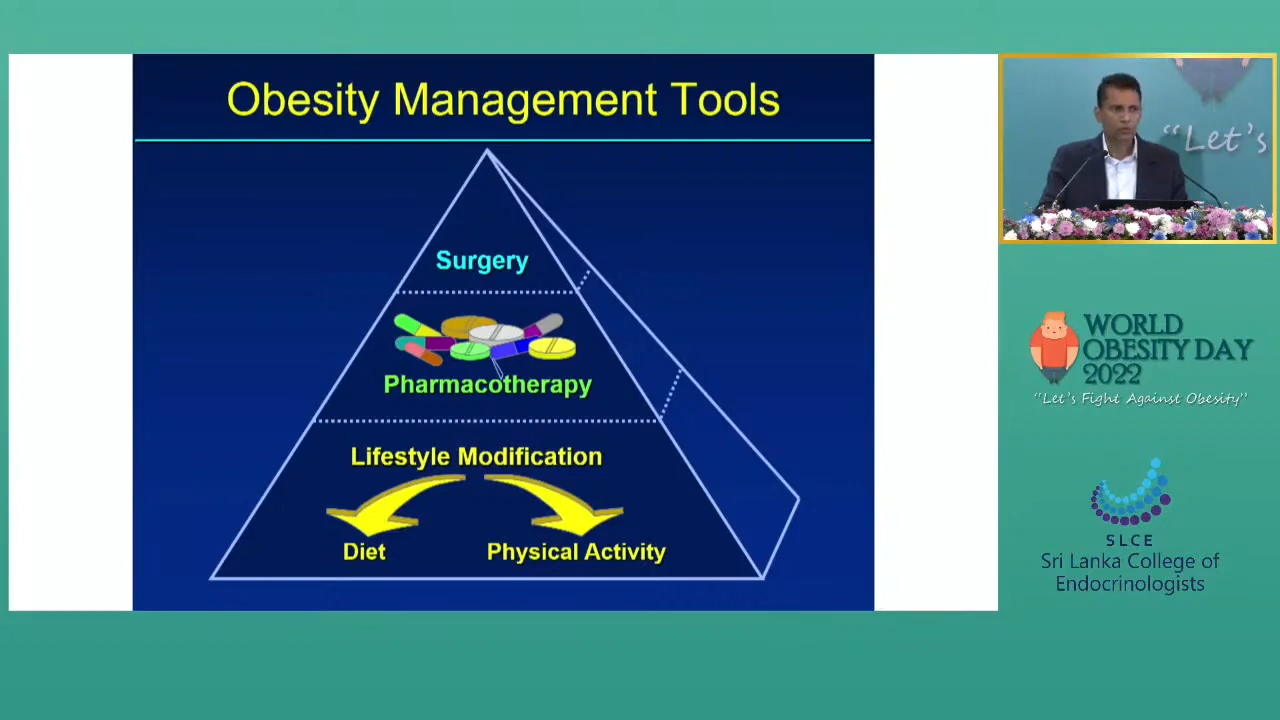 Obesity Management Tools
Surgery
Pharmacotherapy
Lifestyle Modification
Diet
Physical Activity
“Let’s
WORLD
OBESITY DAY
2022
“Let’s Fight Against Obesity”
SLCE
Sri Lanka College of
Endocrinologists